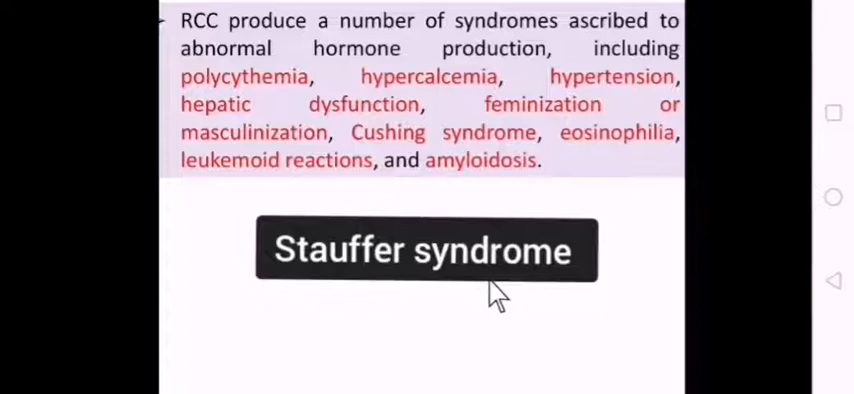 RCC produce a number of syndromes ascribed to
abnormal hormone production, including
polycythemia, hypercalcemia, hypertension,
hepatic dysfunction, feminization or
masculinization, Cushing syndrome, eosinophilia,
leukemoid reactions, and amyloidosis.
Stauffer syndrome